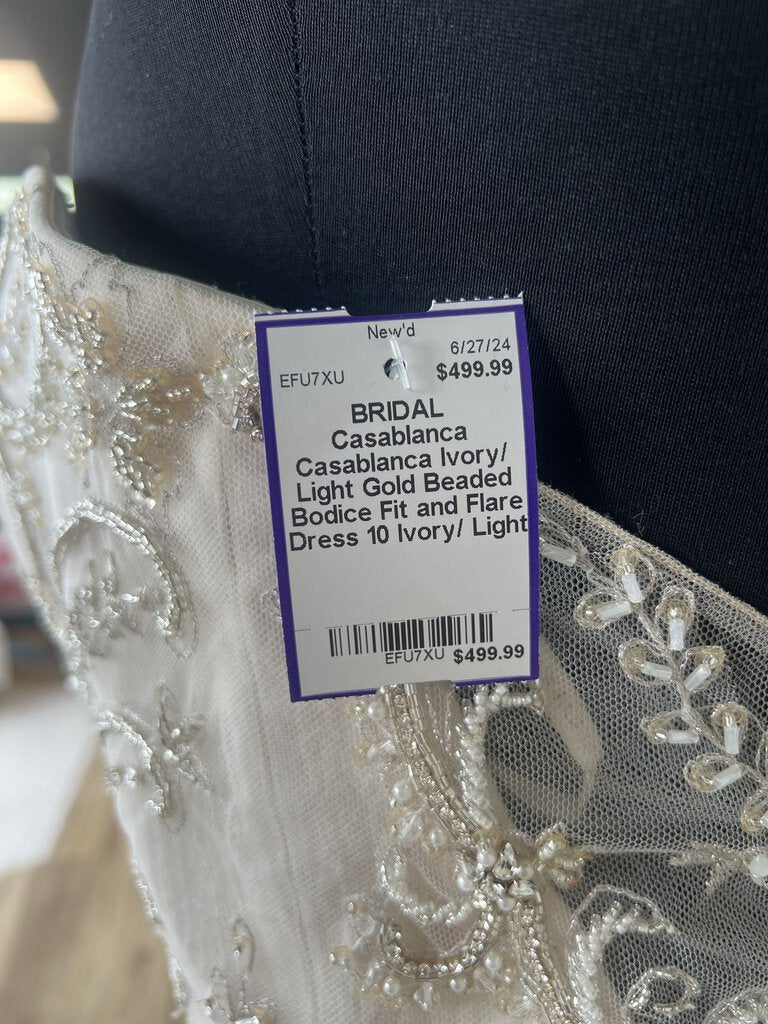 New'd
6/27/24
EFU7XU $499.99
BRIDAL
Casablanca
Casablanca Ivory/
Light Gold Beaded
Bodice Fit and Flare
Dress 10 Ivory/ Light
EFU7XU $499.99